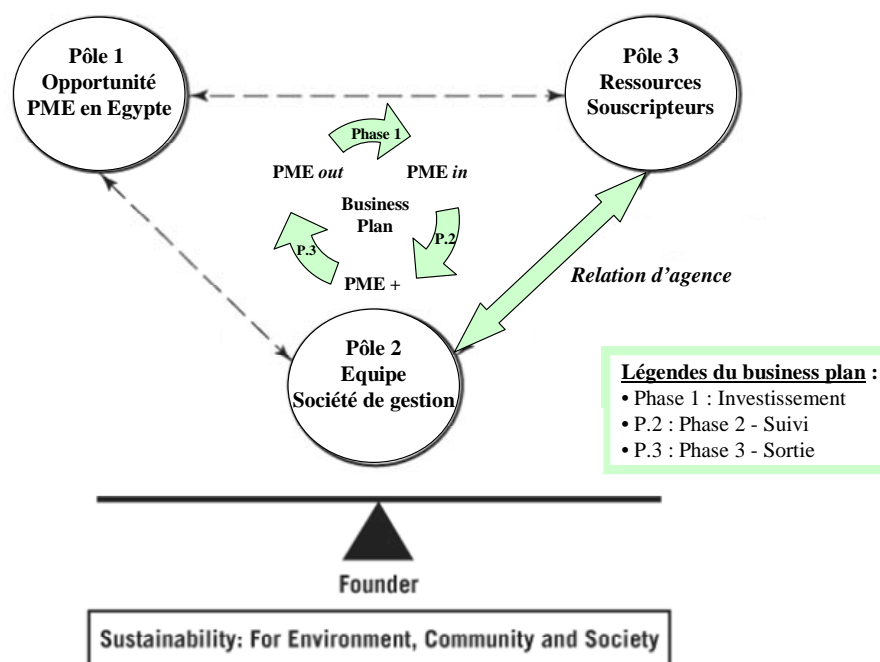 Pôle 1
Opportunité
PME en Egypte
Pôle 3
Ressources
Souscripteurs
Phase 1
PME out
PME in
Business
Plan
P.2
P.3
PME +
Relation d’agence
Pôle 2
Equipe
Société de gestion
Légendes du business plan :
• Phase 1 : Investissement
• P.2 : Phase 2 - Suivi
• P.3 : Phase 3 - Sortie
Founder
Sustainability: For Environment, Community and Society